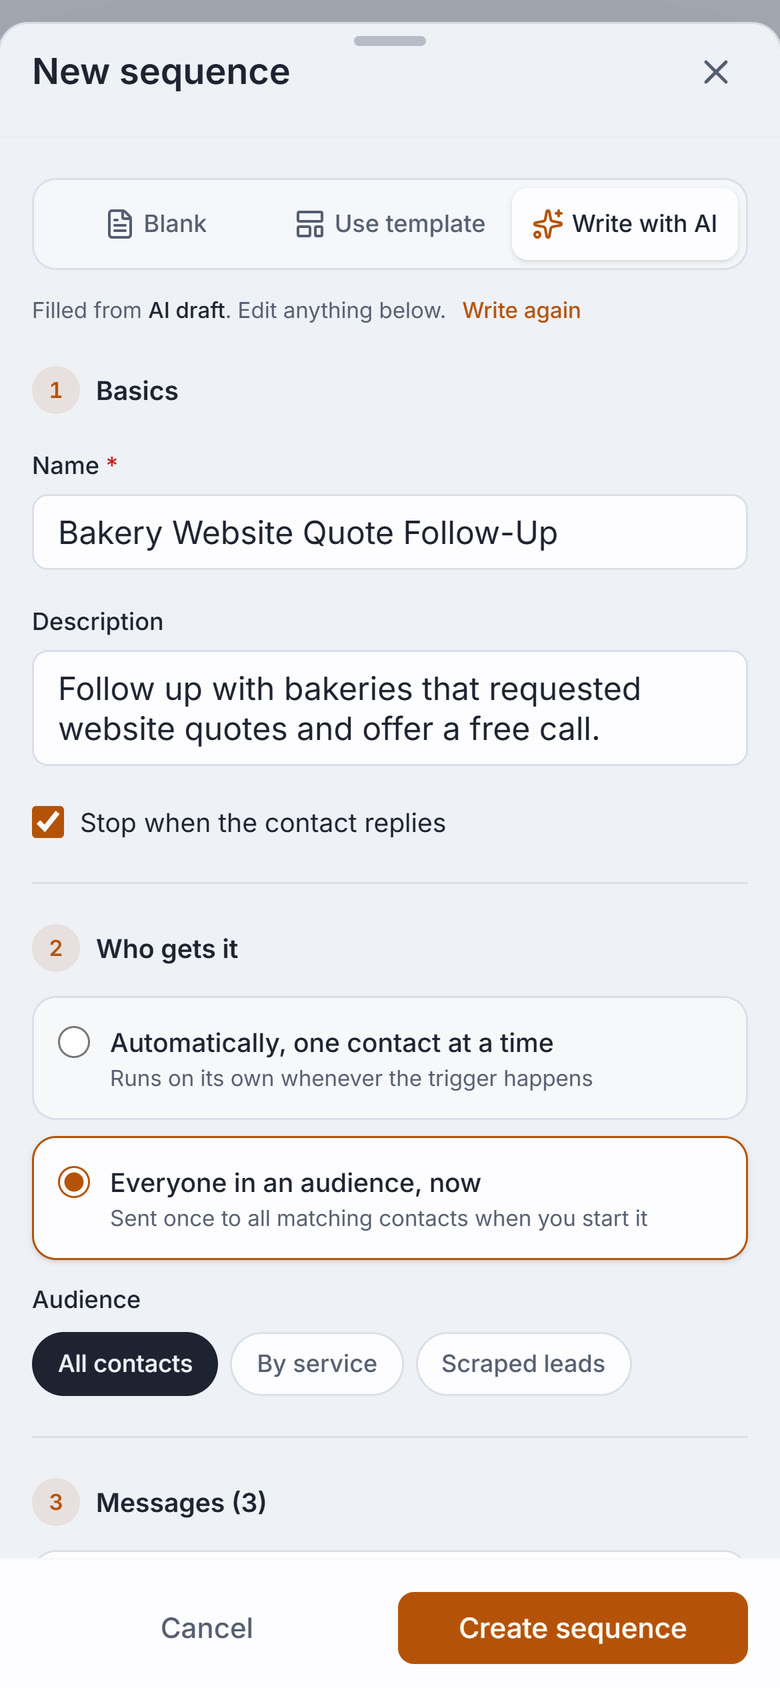 New sequence
Blank
Use template
Write with AI
Filled from AI draft. Edit anything below. Write again
1 Basics
Name *
Bakery Website Quote Follow-Up
Description
Follow up with bakeries that requested
website quotes and offer a free call.
Stop when the contact replies
2 Who gets it
Automatically, one contact at a time
Runs on its own whenever the trigger happens
Everyone in an audience, now
Sent once to all matching contacts when you start it
Audience
All contacts
By service
Scraped leads
3 Messages (3)
Cancel
Create sequence